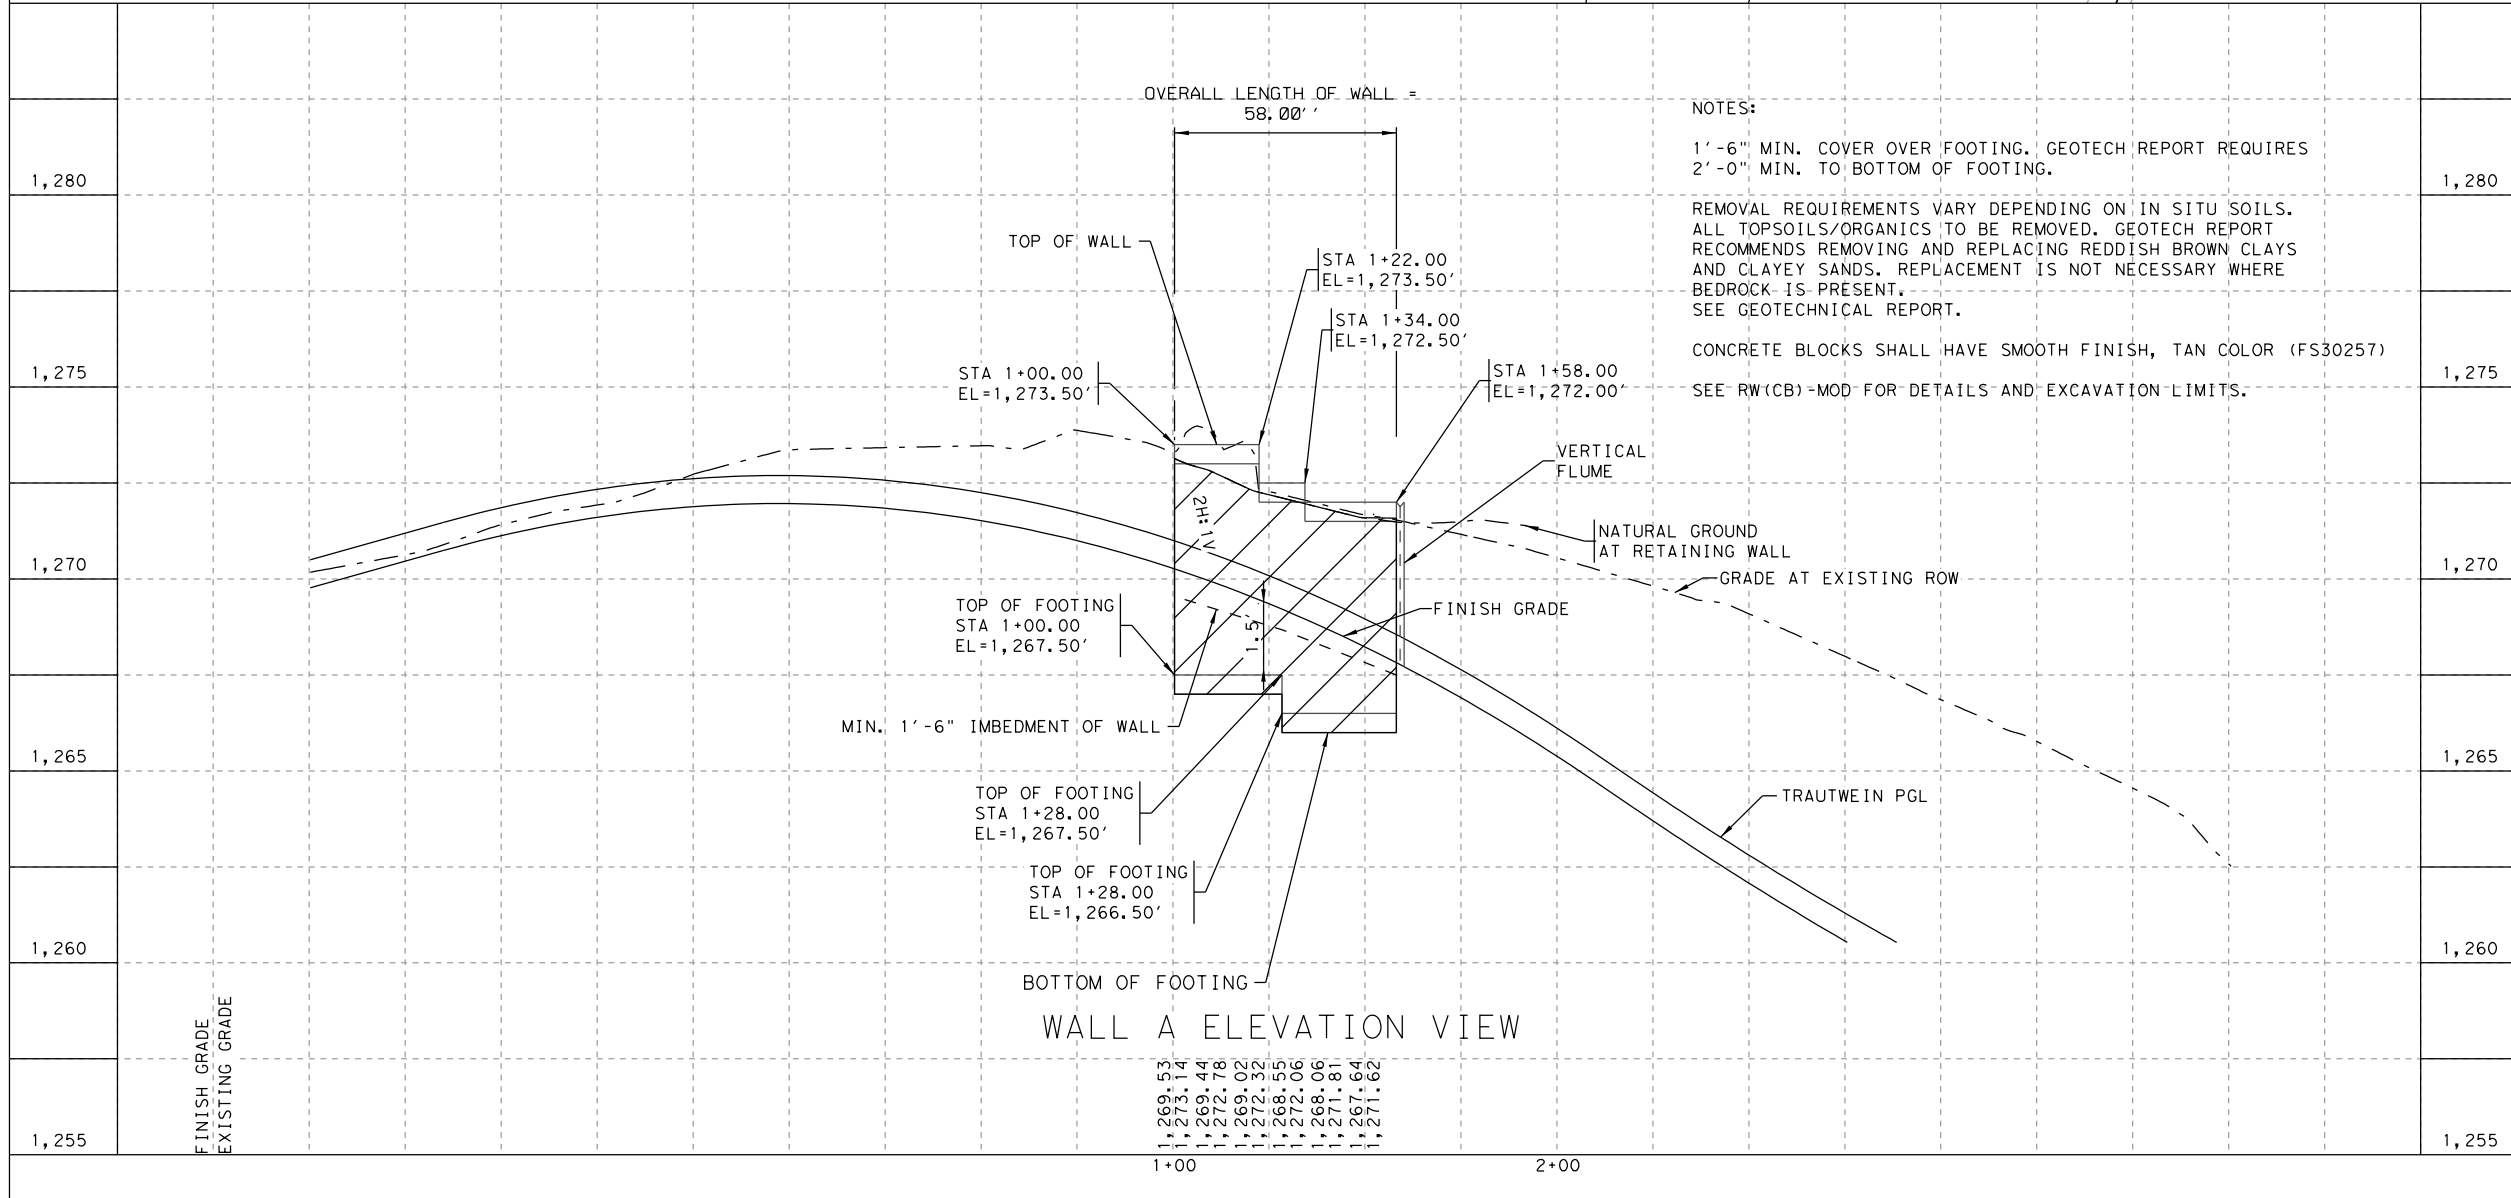 OVERALL LENGTH OF WALL =
58.00''
NOTES:
1'-6" MIN. COVER OVER FOOTING. GEOTECH REPORT REQUIRES
2'-0" MIN. TO BOTTOM OF FOOTING.
REMOVAL REQUIREMENTS VARY DEPENDING ON IN SITU SOILS.
ALL TOPSOILS/ORGANICS TO BE REMOVED. GEOTECH REPORT
RECOMMENDS REMOVING AND REPLACING REDDISH BROWN CLAYS
AND CLAYEY SANDS. REPLACEMENT IS NOT NECESSARY WHERE
BEDROCK IS PRESENT.
SEE GEOTECHNICAL REPORT.
CONCRETE BLOCKS SHALL HAVE SMOOTH FINISH, TAN COLOR (FS30257)
SEE RW(CB)-MOD FOR DETAILS AND EXCAVATION LIMITS.
1,280
1,275
1,270
1,265
1,260
1,255
1,280
1,275
1,270
1,265
1,260
1,255
TOP OF WALL
STA 1+22.00
EL=1,273.50'
STA 1+34.00
EL=1,272.50'
STA 1+00.00
EL=1,273.50'
STA 1+58.00
EL=1,272.00'
VERTICAL
FLUME
2H:1V
NATURAL GROUND
AT RETAINING WALL
GRADE AT EXISTING ROW
FINISH GRADE
TOP OF FOOTING
STA 1+00.00
EL=1,267.50'
1.5'
MIN. 1'-6" IMBEDMENT OF WALL
TOP OF FOOTING
STA 1+28.00
EL=1,267.50'
TRAUTWEIN PGL
TOP OF FOOTING
STA 1+28.00
EL=1,266.50'
BOTTOM OF FOOTING
WALL A ELEVATION VIEW
FINISH GRADE
EXISTING GRADE
1,269.53
1,273.14
1,269.44
1,272.78
1,269.02
1,272.32
1,268.55
1,272.06
1,268.06
1,271.81
1,267.64
1,271.62
1+00
2+00